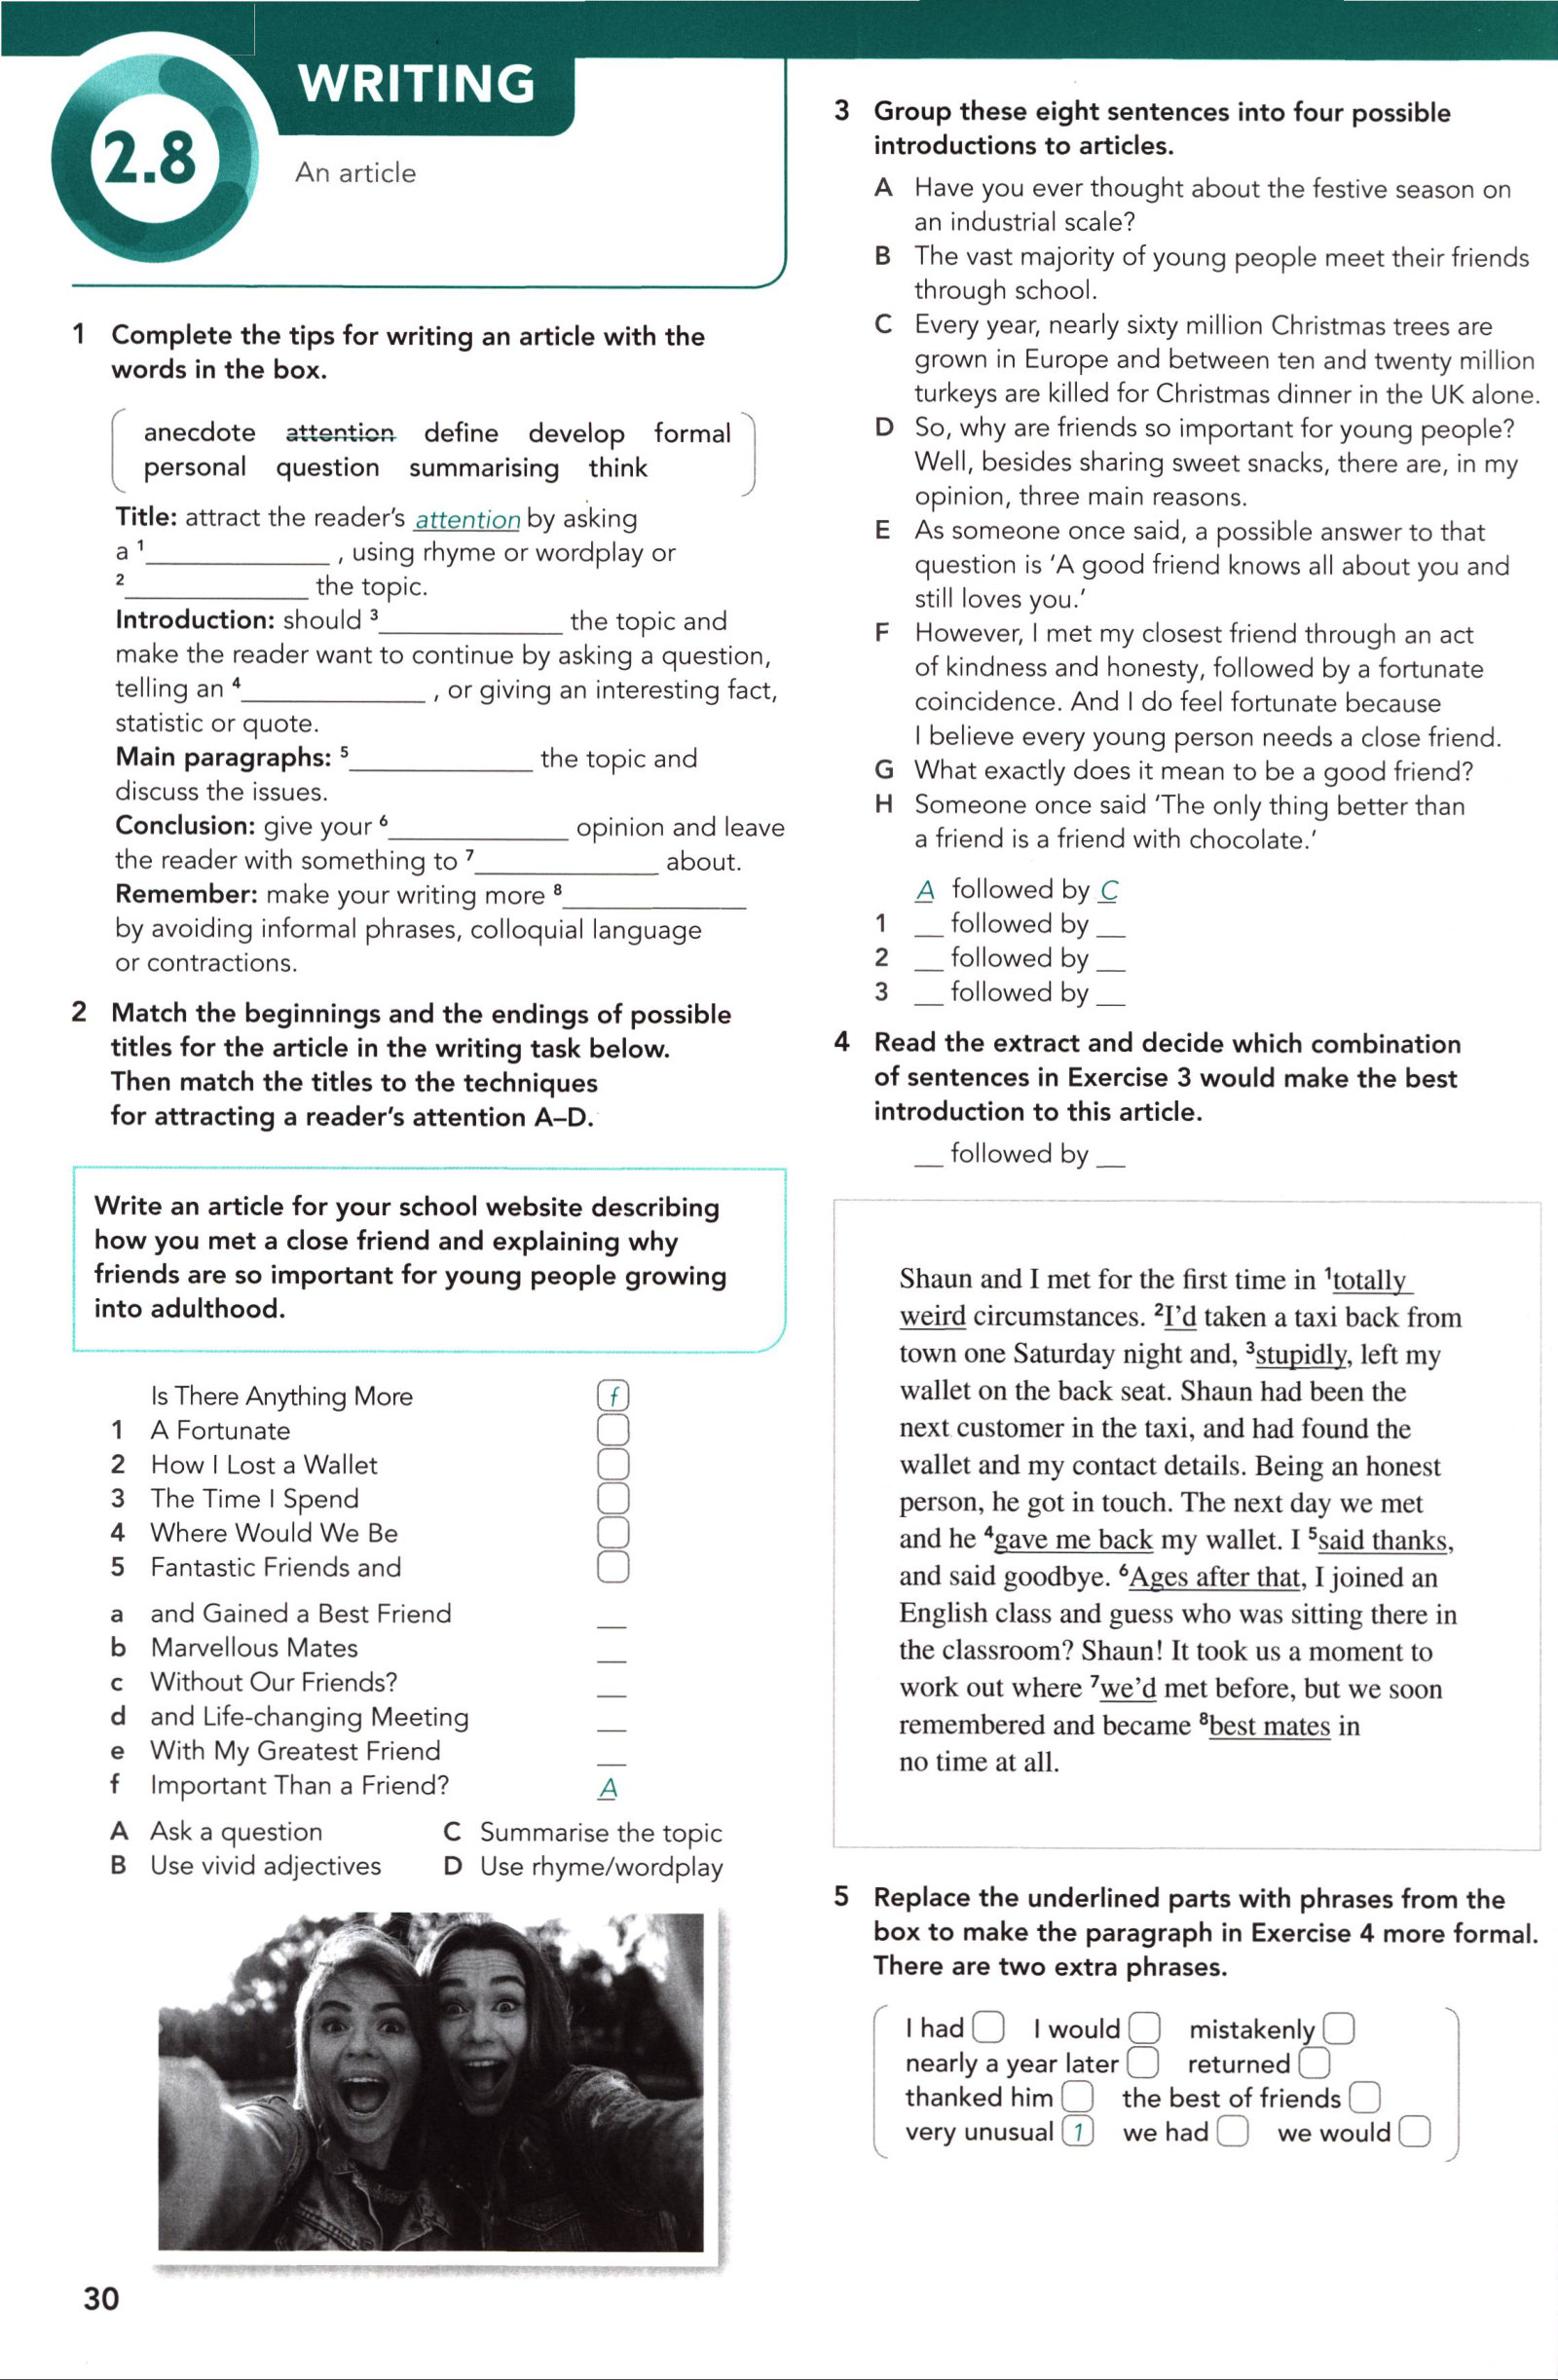 WRITING
2.8
An article
1 Complete the tips for writing an article with the
words in the box.
anecdote attention define develop formal
personal question summarising think
Title: attract the reader's attention by asking
a 1____________ , using rhyme or wordplay or
2____________ the topic.
Introduction: should 3____________ the topic and
make the reader want to continue by asking a question,
telling an 4____________ , or giving an interesting fact,
statistic or quote.
Main paragraphs: 5____________ the topic and
discuss the issues.
Conclusion: give your 6____________ opinion and leave
the reader with something to 7____________ about.
Remember: make your writing more 8____________
by avoiding informal phrases, colloquial language
or contractions.
2 Match the beginnings and the endings of possible
titles for the article in the writing task below.
Then match the titles to the techniques
for attracting a reader's attention A–D.
Write an article for your school website describing
how you met a close friend and explaining why
friends are so important for young people growing
into adulthood.
Is There Anything More f
1 A Fortunate
2 How I Lost a Wallet
3 The Time I Spend
4 Where Would We Be
5 Fantastic Friends and
a and Gained a Best Friend __
b Marvellous Mates __
c Without Our Friends? __
d and Life-changing Meeting __
e With My Greatest Friend __
f Important Than a Friend? A
A Ask a question C Summarise the topic
B Use vivid adjectives D Use rhyme/wordplay
30
3 Group these eight sentences into four possible
introductions to articles.
A Have you ever thought about the festive season on
an industrial scale?
B The vast majority of young people meet their friends
through school.
C Every year, nearly sixty million Christmas trees are
grown in Europe and between ten and twenty million
turkeys are killed for Christmas dinner in the UK alone.
D So, why are friends so important for young people?
Well, besides sharing sweet snacks, there are, in my
opinion, three main reasons.
E As someone once said, a possible answer to that
question is 'A good friend knows all about you and
still loves you.'
F However, I met my closest friend through an act
of kindness and honesty, followed by a fortunate
coincidence. And I do feel fortunate because
I believe every young person needs a close friend.
G What exactly does it mean to be a good friend?
H Someone once said 'The only thing better than
a friend is a friend with chocolate.'
A followed by C
1 __ followed by __
2 __ followed by __
3 __ followed by __
4 Read the extract and decide which combination
of sentences in Exercise 3 would make the best
introduction to this article.
__ followed by __
Shaun and I met for the first time in 1totally
weird circumstances. 2I'd taken a taxi back from
town one Saturday night and, 3stupidly, left my
wallet on the back seat. Shaun had been the
next customer in the taxi, and had found the
wallet and my contact details. Being an honest
person, he got in touch. The next day we met
and he 4gave me back my wallet. I 5said thanks,
and said goodbye. 6Ages after that, I joined an
English class and guess who was sitting there in
the classroom? Shaun! It took us a moment to
work out where 7we'd met before, but we soon
remembered and became 8best mates in
no time at all.
5 Replace the underlined parts with phrases from the
box to make the paragraph in Exercise 4 more formal.
There are two extra phrases.
I had I would mistakenly
nearly a year later returned
thanked him the best of friends
very unusual 1 we had we would